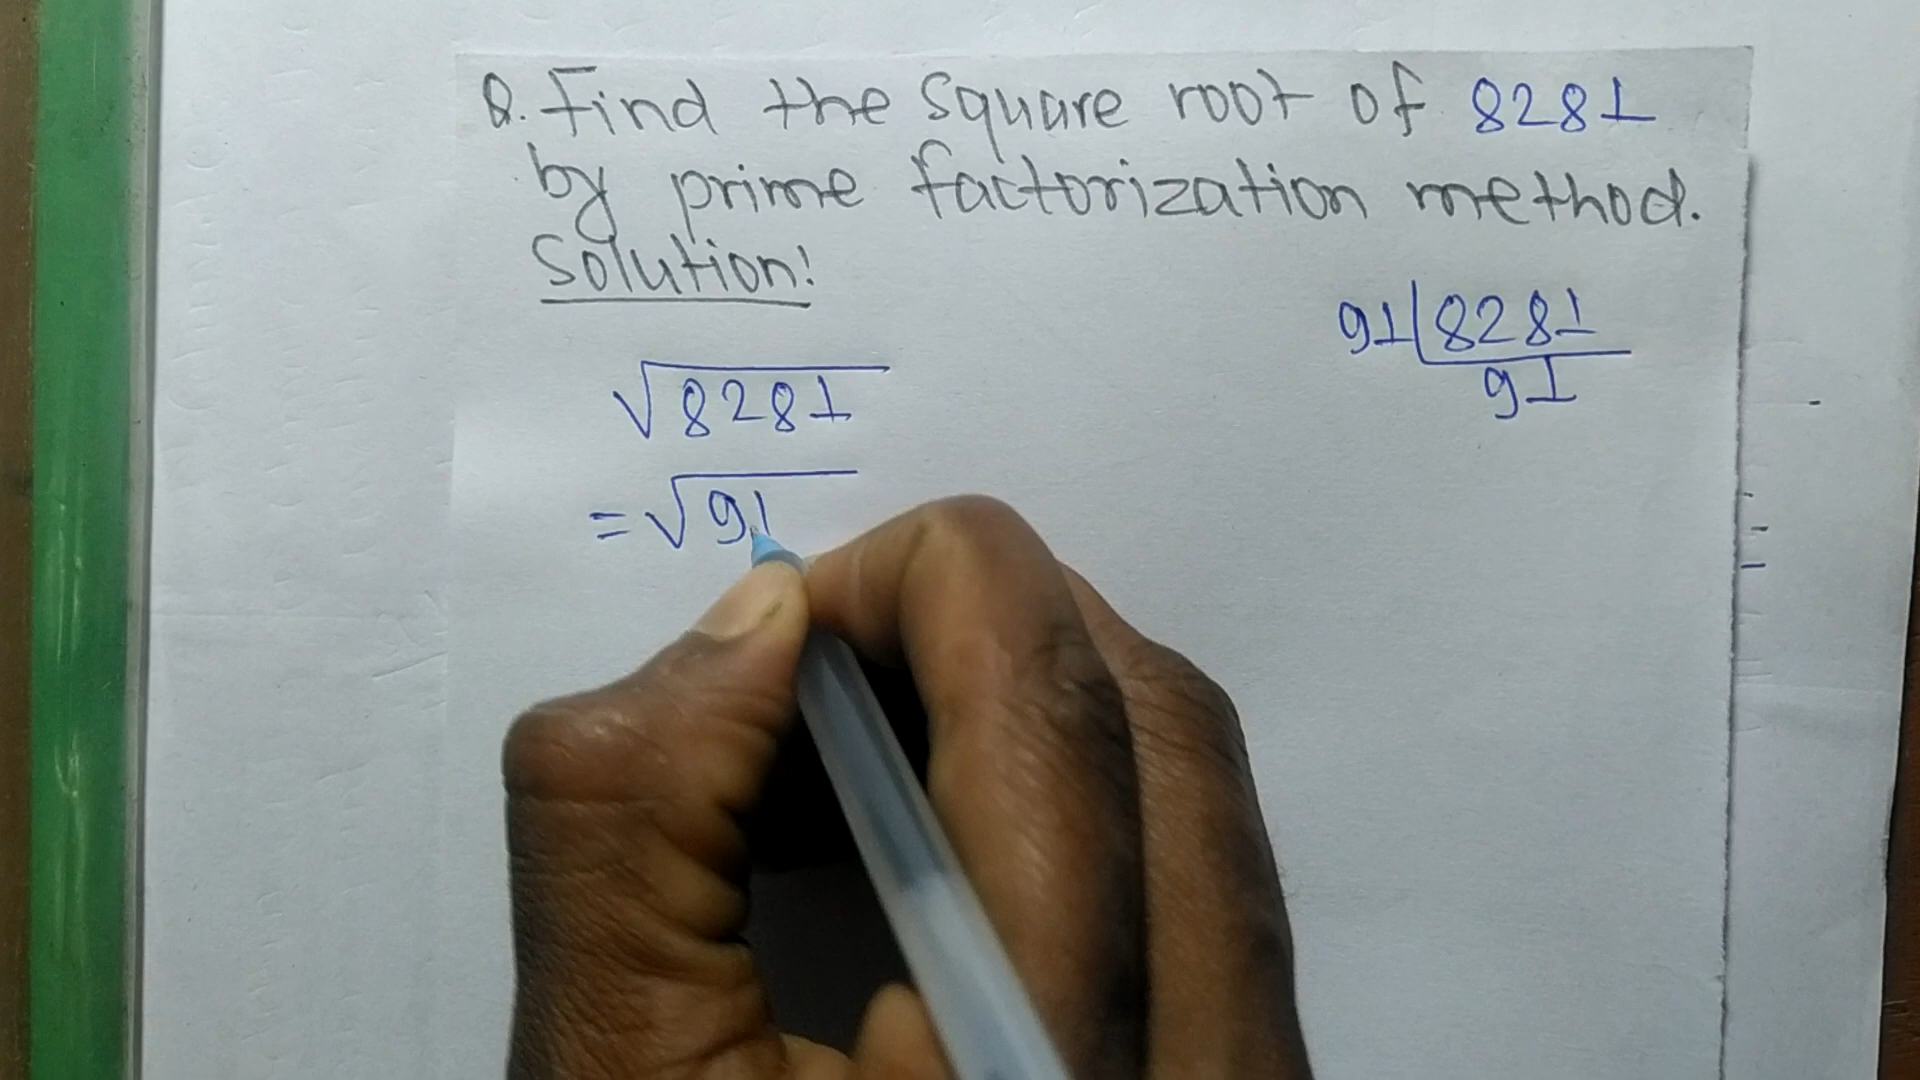 Q. Find the square root of 8281
by prime factorization method.
Solution:
91|8281
91
√8281
= √91